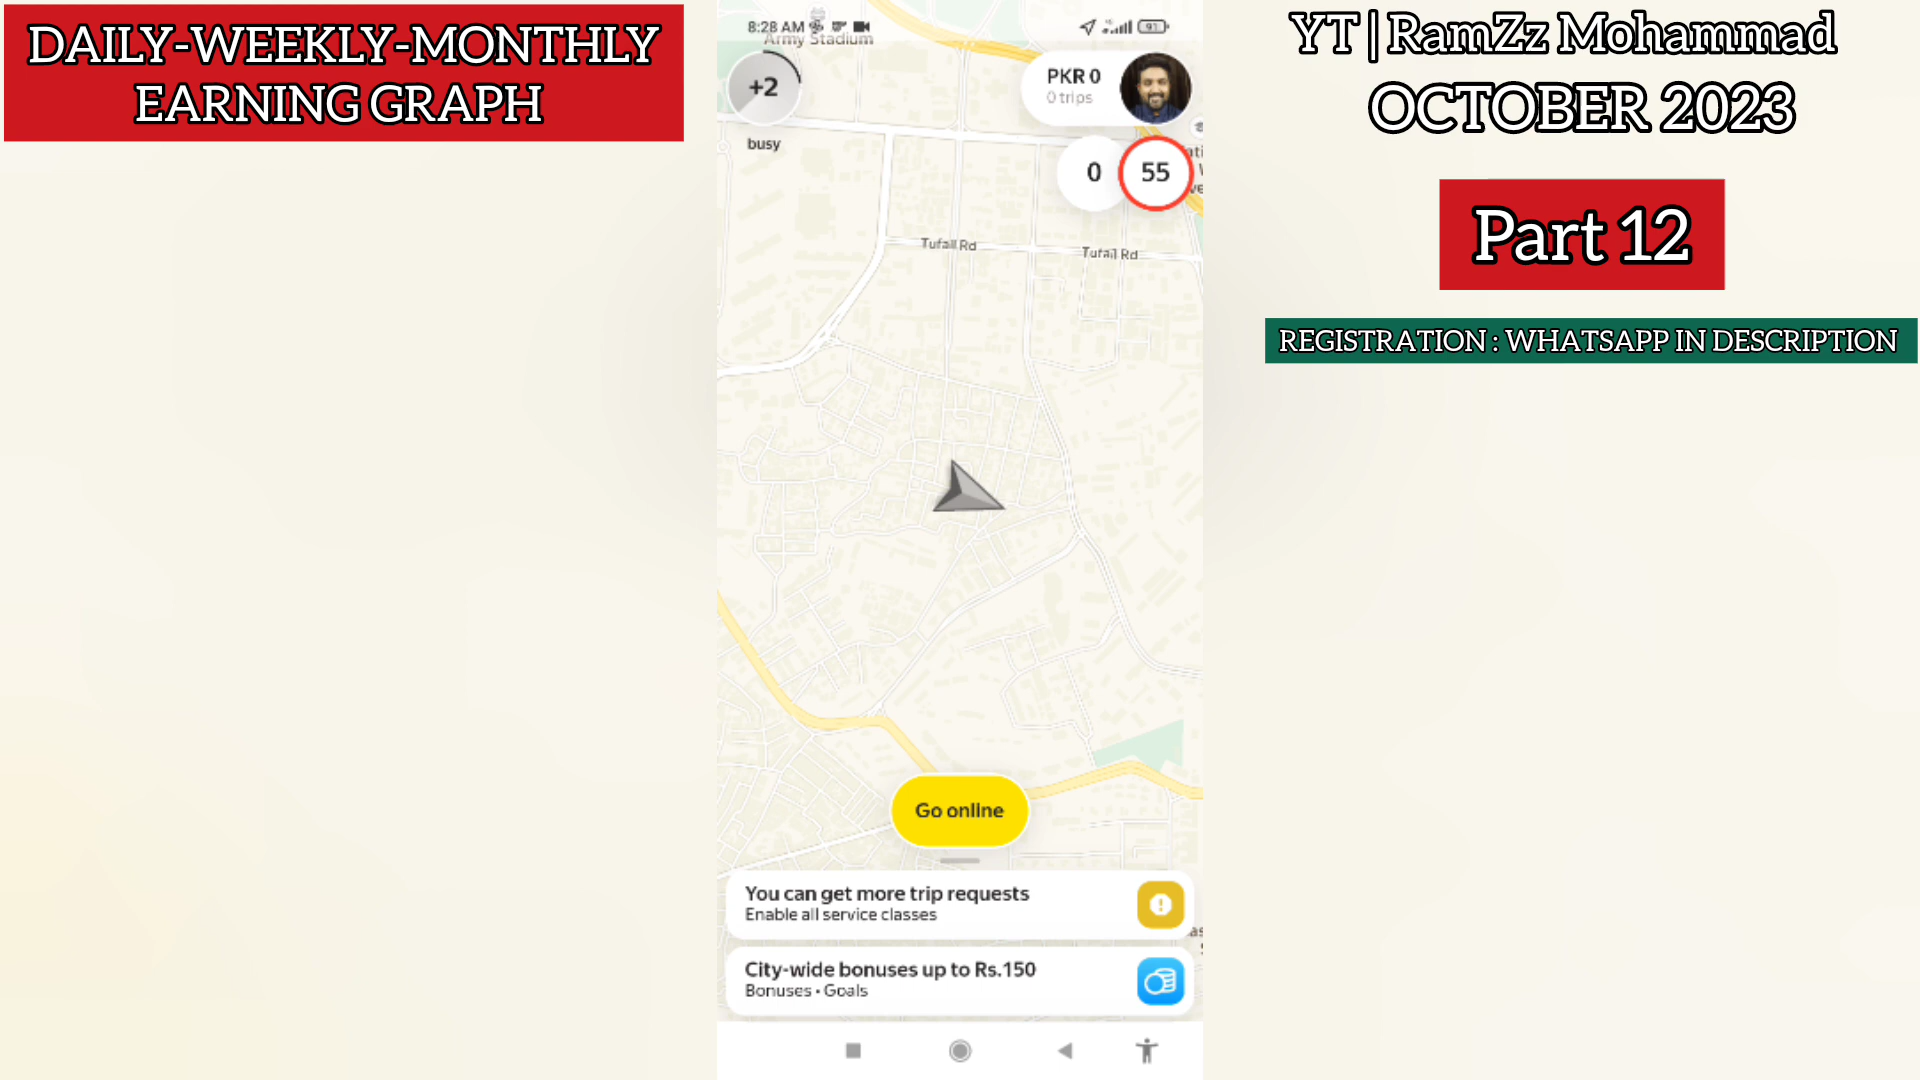 DAILY-WEEKLY-MONTHLY
EARNING GRAPH
YT | RamZz Mohammad
OCTOBER 2023
Part 12
REGISTRATION : WHATSAPP IN DESCRIPTION
8:28 AM
91
Army Stadium
+2
busy
PKR 0
0 trips
0
55
Tufail Rd
Tufail Rd
Go online
You can get more trip requests
Enable all service classes
City-wide bonuses up to Rs.150
Bonuses • Goals